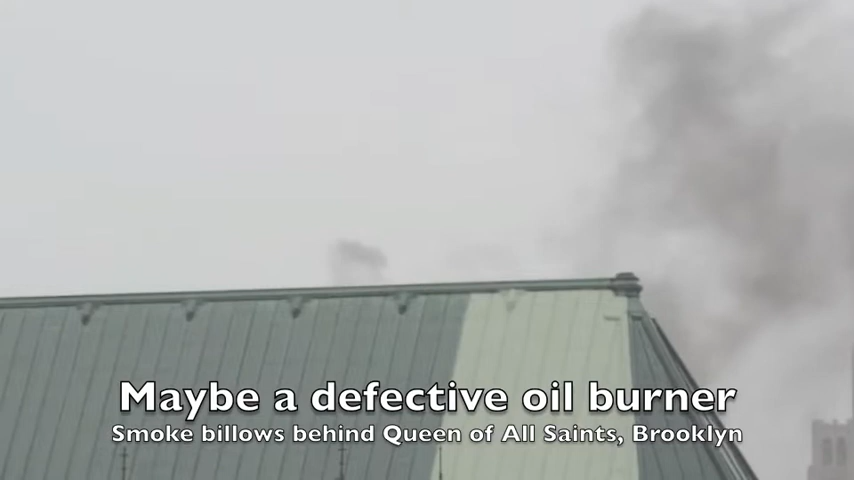 Maybe a defective oil burner
Smoke billows behind Queen of All Saints, Brooklyn